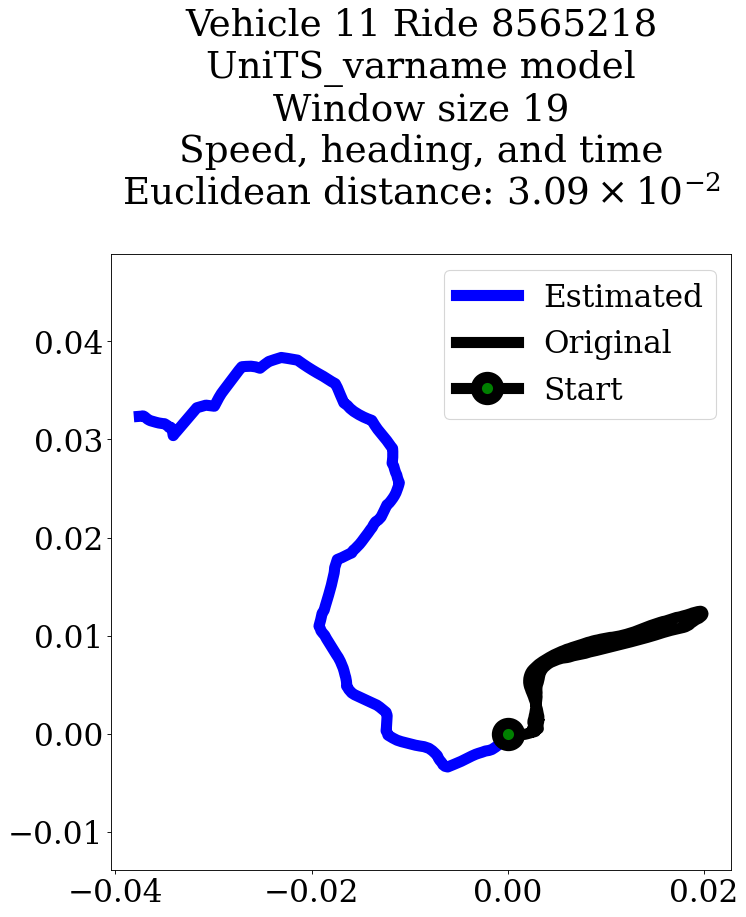 Vehicle 11 Ride 8565218
UniTS_varname model
Window size 19
Speed, heading, and time
Euclidean distance: 3.09 × 10⁻²
Estimated
Original
Start
0.04
0.03
0.02
0.01
0.00
−0.01
−0.04
−0.02
0.00
0.02